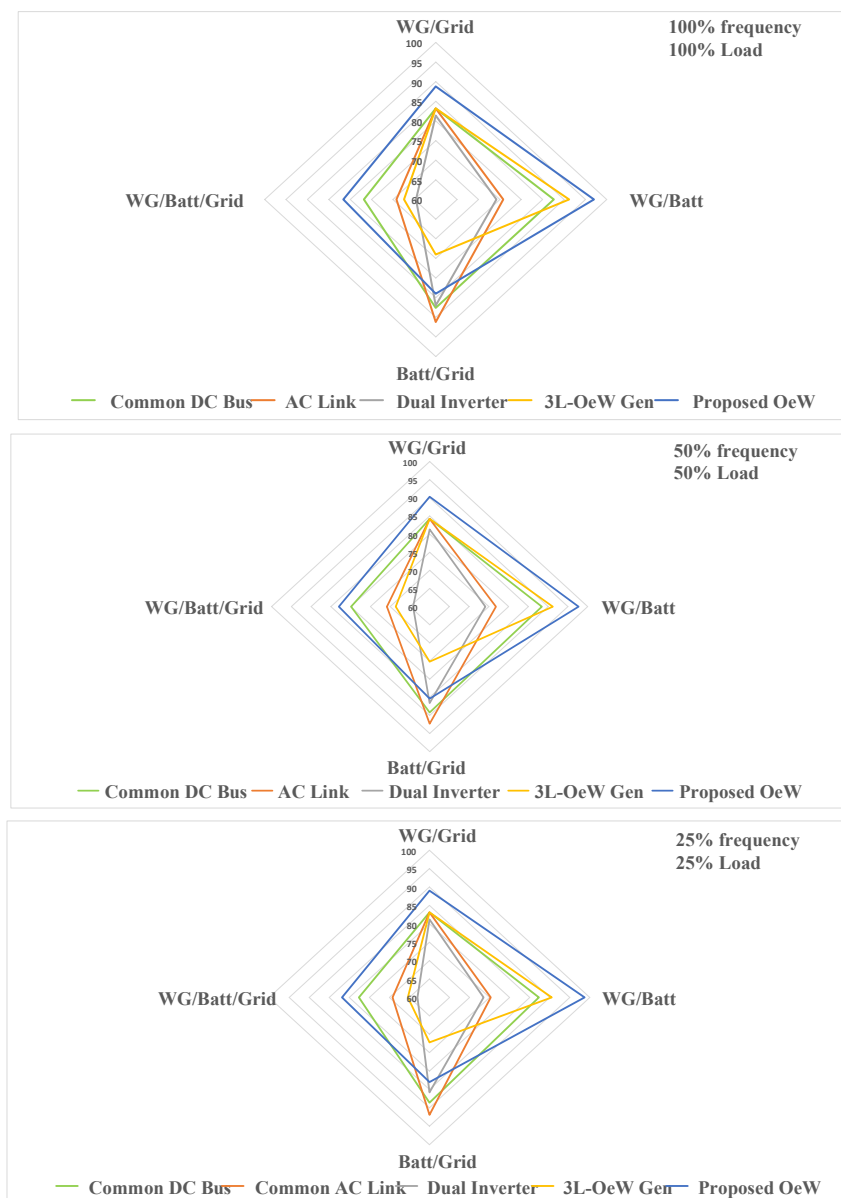 WG/Grid
100% frequency
100% Load
100
95
90
85
80
75
70
65
60
WG/Batt/Grid
WG/Batt
Batt/Grid
Common DC Bus AC Link Dual Inverter 3L-OeW Gen Proposed OeW
WG/Grid
50% frequency
50% Load
100
95
90
85
80
75
70
65
60
WG/Batt/Grid
WG/Batt
Batt/Grid
Common DC Bus AC Link Dual Inverter 3L-OeW Gen Proposed OeW
WG/Grid
25% frequency
25% Load
100
95
90
85
80
75
70
65
60
WG/Batt/Grid
WG/Batt
Batt/Grid
Common DC Bus Common AC Link Dual Inverter 3L-OeW Gen Proposed OeW